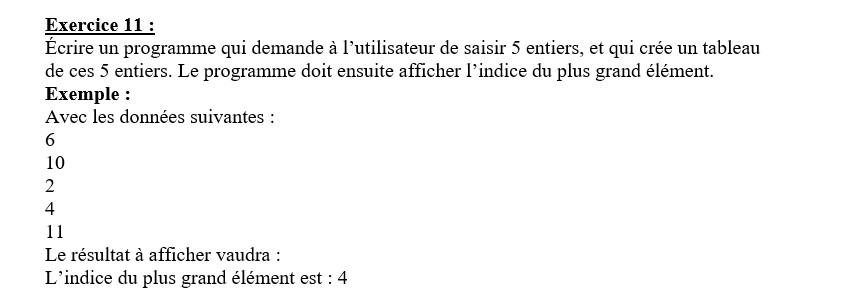 Exercice 11 :
Écrire un programme qui demande à l’utilisateur de saisir 5 entiers, et qui crée un tableau
de ces 5 entiers. Le programme doit ensuite afficher l’indice du plus grand élément.
Exemple :
Avec les données suivantes :
6
10
2
4
11
Le résultat à afficher vaudra :
L’indice du plus grand élément est : 4